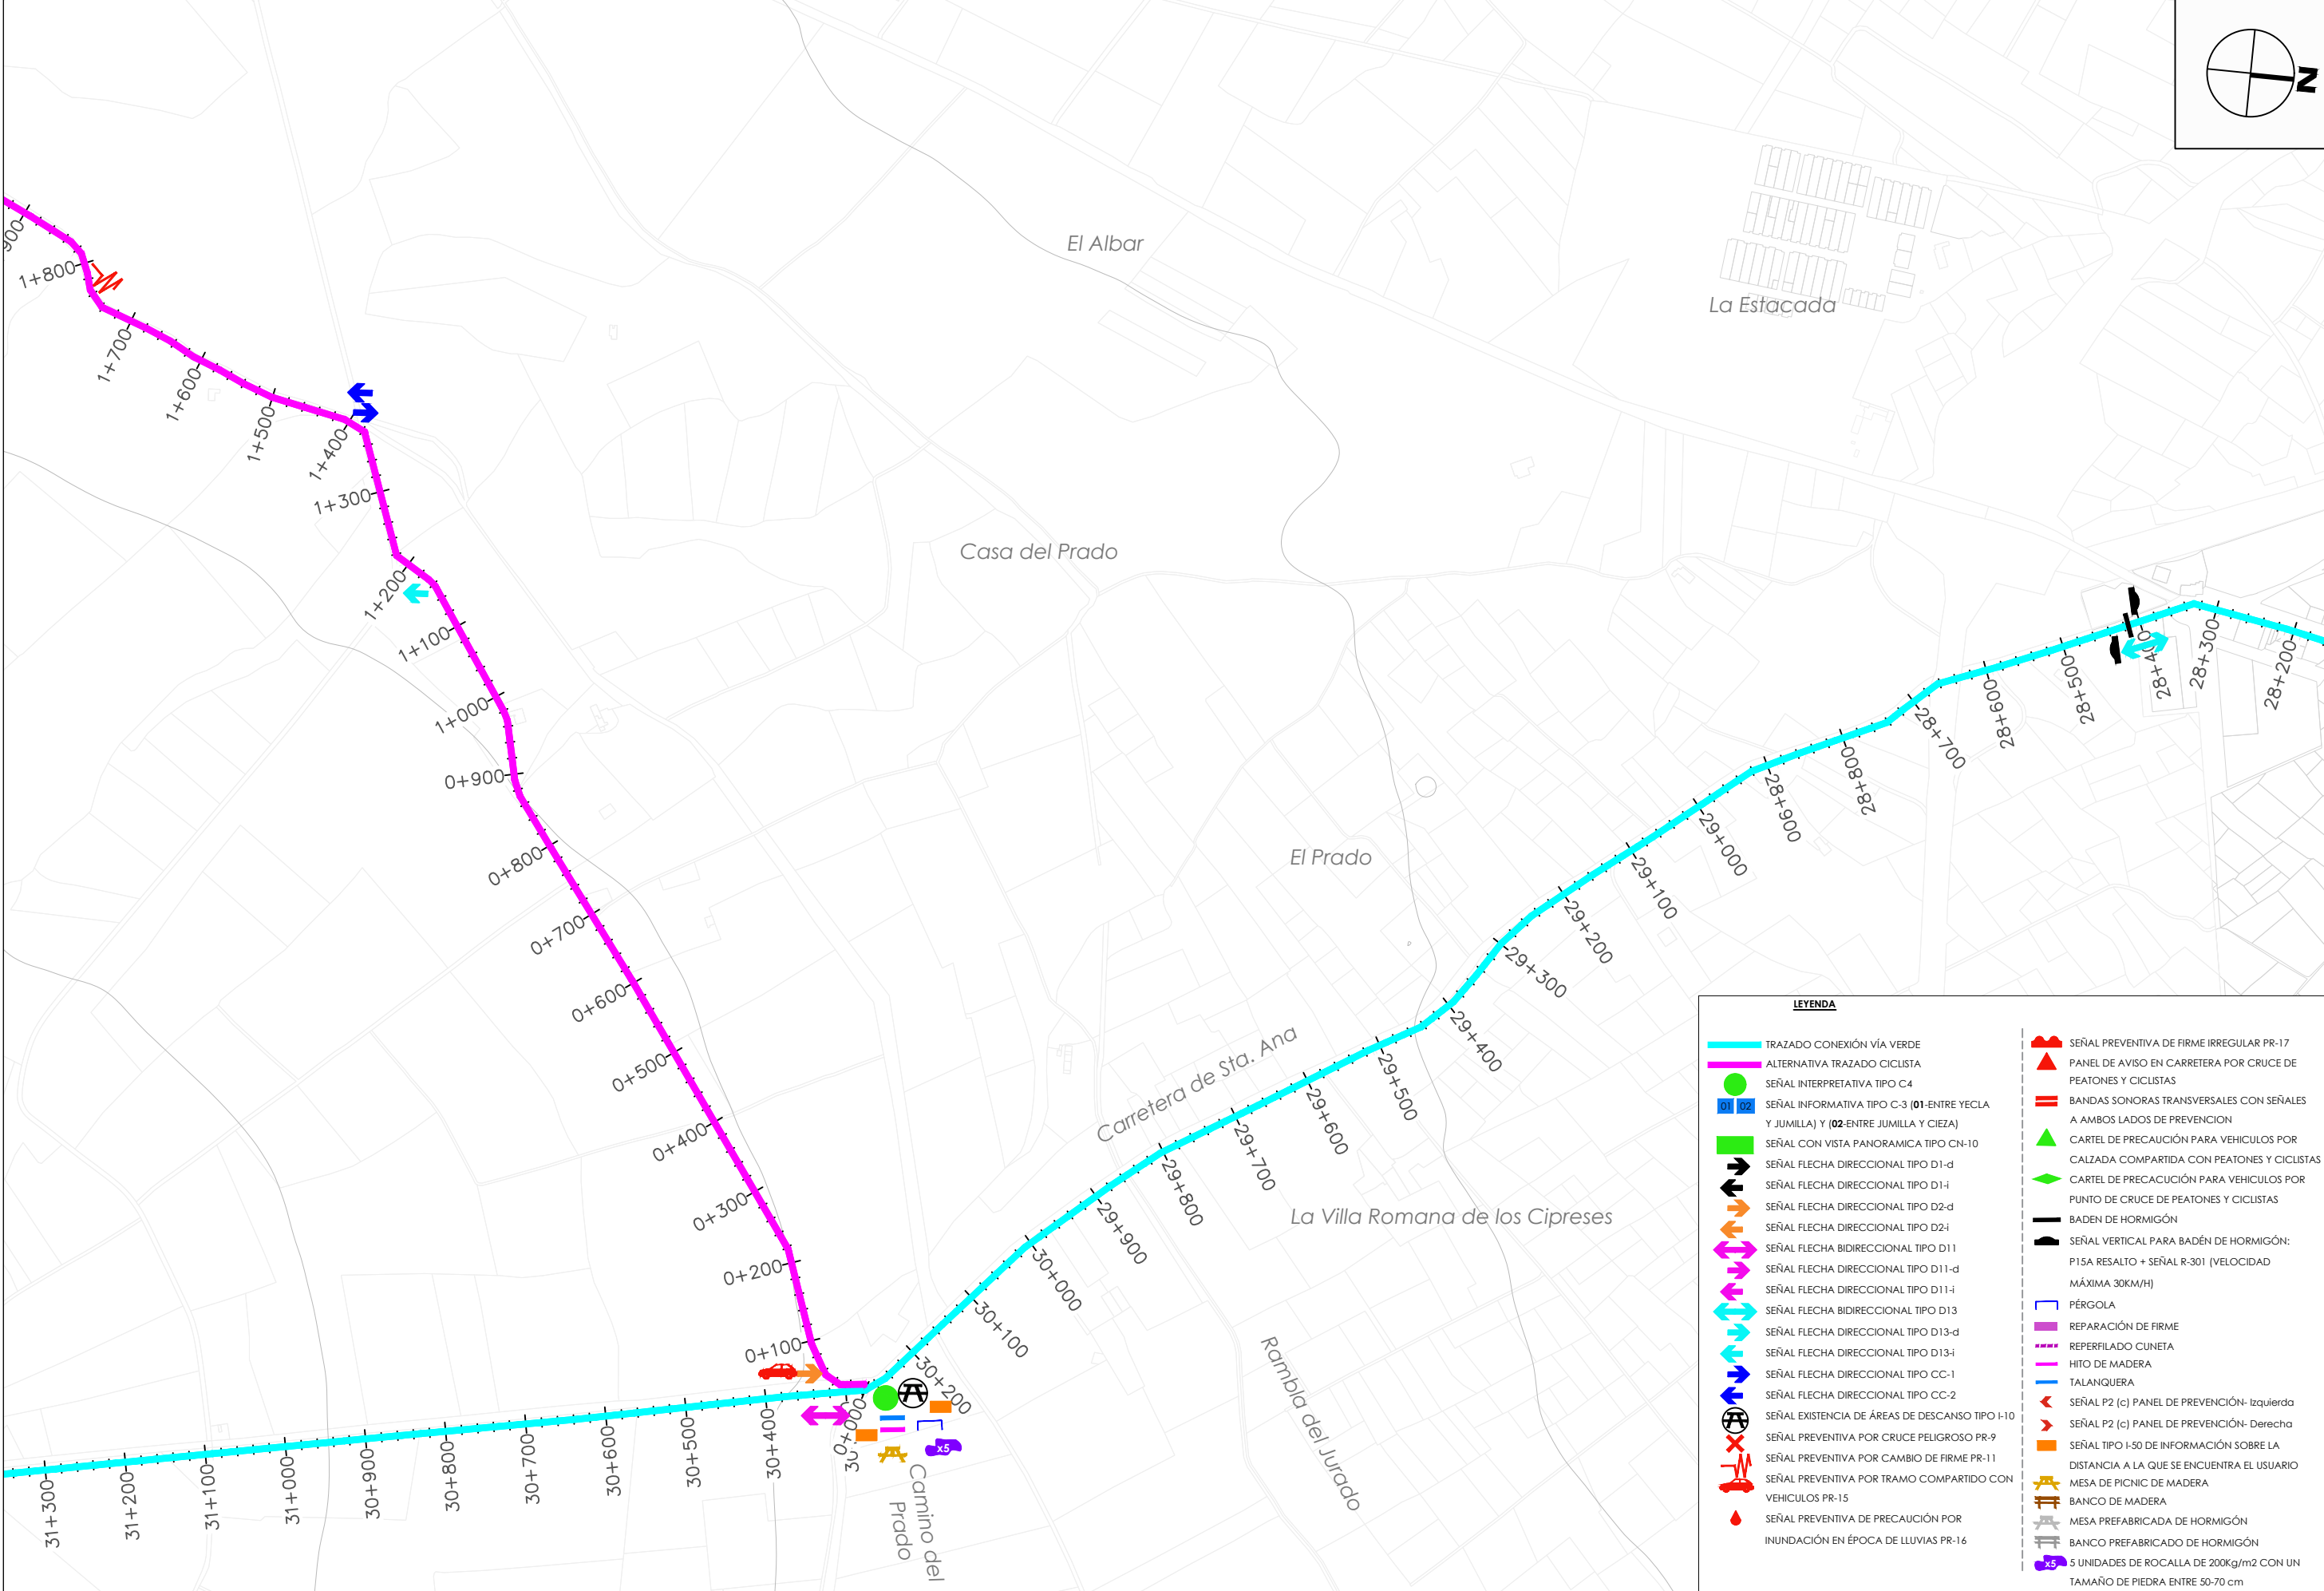 N
El Albar
La Estacada
Casa del Prado
El Prado
Carretera de Sta. Ana
La Villa Romana de los Cipreses
Rambla del Jurado
Camino del
Prado
900
1+800
1+700
1+600
1+500
1+400
1+300
1+200
1+100
1+000
0+900
0+800
0+700
0+600
0+500
0+400
0+300
0+200
0+100
0+000
28+200
28+300
28+400
28+500
28+600
28+700
28+800
28+900
29+000
29+100
29+200
29+300
29+400
29+500
29+600
29+700
29+800
29+900
30+000
30+100
30+200
30+400
30+500
30+600
30+700
30+800
30+900
31+000
31+100
31+200
31+300
x5
LEYENDA
TRAZADO CONEXIÓN VÍA VERDE
ALTERNATIVA TRAZADO CICLISTA
SEÑAL INTERPRETATIVA TIPO C4
01 02 SEÑAL INFORMATIVA TIPO C-3 (01-ENTRE YECLA
Y JUMILLA) Y (02-ENTRE JUMILLA Y CIEZA)
SEÑAL CON VISTA PANORAMICA TIPO CN-10
SEÑAL FLECHA DIRECCIONAL TIPO D1-d
SEÑAL FLECHA DIRECCIONAL TIPO D1-i
SEÑAL FLECHA DIRECCIONAL TIPO D2-d
SEÑAL FLECHA DIRECCIONAL TIPO D2-i
SEÑAL FLECHA BIDIRECCIONAL TIPO D11
SEÑAL FLECHA DIRECCIONAL TIPO D11-d
SEÑAL FLECHA DIRECCIONAL TIPO D11-i
SEÑAL FLECHA BIDIRECCIONAL TIPO D13
SEÑAL FLECHA DIRECCIONAL TIPO D13-d
SEÑAL FLECHA DIRECCIONAL TIPO D13-i
SEÑAL FLECHA DIRECCIONAL TIPO CC-1
SEÑAL FLECHA DIRECCIONAL TIPO CC-2
SEÑAL EXISTENCIA DE ÁREAS DE DESCANSO TIPO I-10
SEÑAL PREVENTIVA POR CRUCE PELIGROSO PR-9
SEÑAL PREVENTIVA POR CAMBIO DE FIRME PR-11
SEÑAL PREVENTIVA POR TRAMO COMPARTIDO CON
VEHICULOS PR-15
SEÑAL PREVENTIVA DE PRECAUCIÓN POR
INUNDACIÓN EN ÉPOCA DE LLUVIAS PR-16
SEÑAL PREVENTIVA DE FIRME IRREGULAR PR-17
PANEL DE AVISO EN CARRETERA POR CRUCE DE
PEATONES Y CICLISTAS
BANDAS SONORAS TRANSVERSALES CON SEÑALES
A AMBOS LADOS DE PREVENCION
CARTEL DE PRECAUCIÓN PARA VEHICULOS POR
CALZADA COMPARTIDA CON PEATONES Y CICLISTAS
CARTEL DE PRECACUCIÓN PARA VEHICULOS POR
PUNTO DE CRUCE DE PEATONES Y CICLISTAS
BADEN DE HORMIGÓN
SEÑAL VERTICAL PARA BADÉN DE HORMIGÓN:
P15A RESALTO + SEÑAL R-301 (VELOCIDAD
MÁXIMA 30KM/H)
PÉRGOLA
REPARACIÓN DE FIRME
REPERFILADO CUNETA
HITO DE MADERA
TALANQUERA
SEÑAL P2 (c) PANEL DE PREVENCIÓN- Izquierda
SEÑAL P2 (c) PANEL DE PREVENCIÓN- Derecha
SEÑAL TIPO I-50 DE INFORMACIÓN SOBRE LA
DISTANCIA A LA QUE SE ENCUENTRA EL USUARIO
MESA DE PICNIC DE MADERA
BANCO DE MADERA
MESA PREFABRICADA DE HORMIGÓN
BANCO PREFABRICADO DE HORMIGÓN
x5 5 UNIDADES DE ROCALLA DE 200Kg/m2 CON UN
TAMAÑO DE PIEDRA ENTRE 50-70 cm